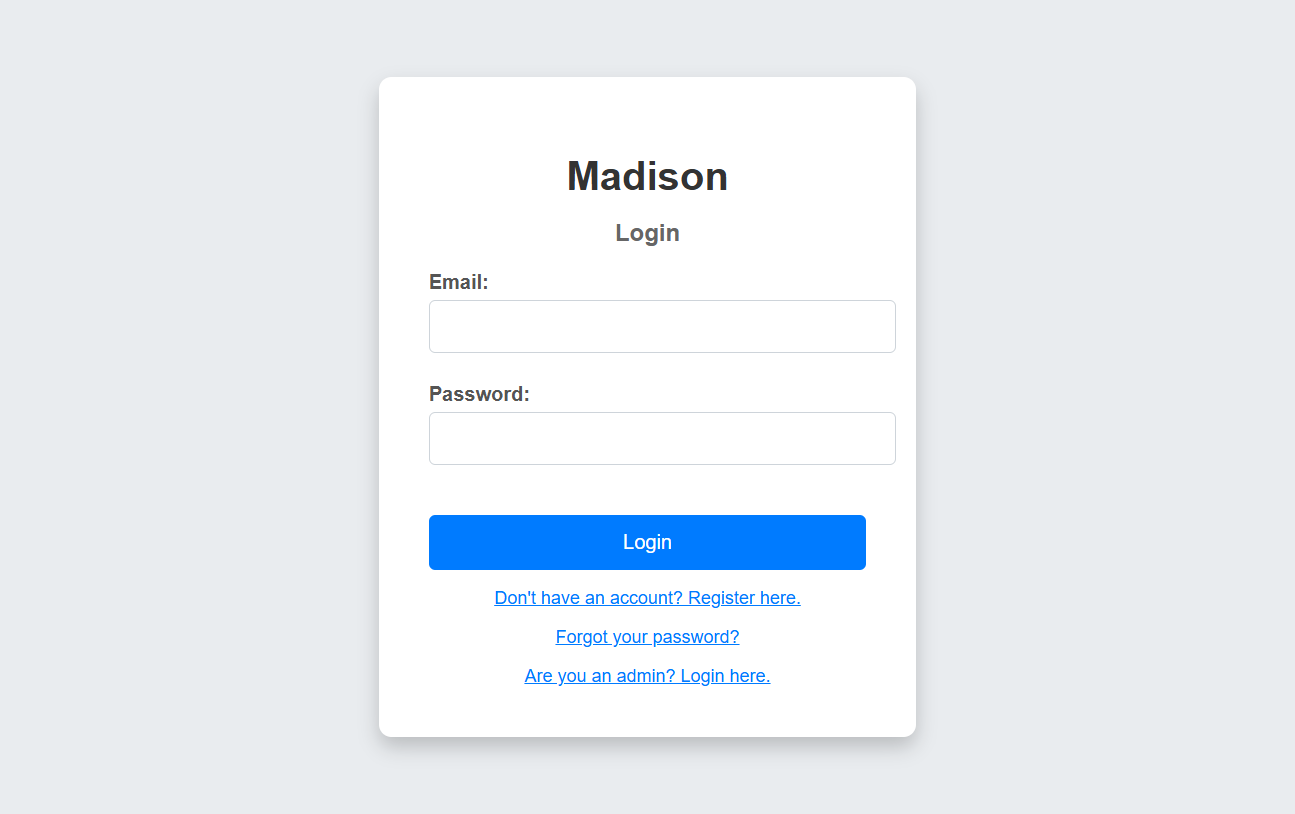 Madison
Login
Email:
Password:
Login
Don't have an account? Register here.
Forgot your password?
Are you an admin? Login here.